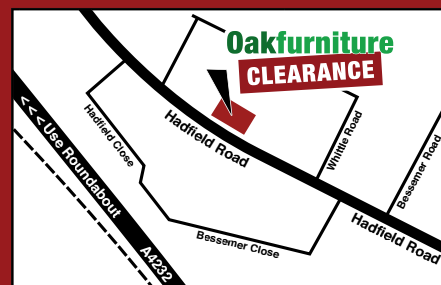 Oakfurniture
CLEARANCE
Hadfield Close
Hadfield Road
Whittle Road
Bessemer Road
<<< Use Roundabout
A4232
Bessemer Close
Hadfield Road